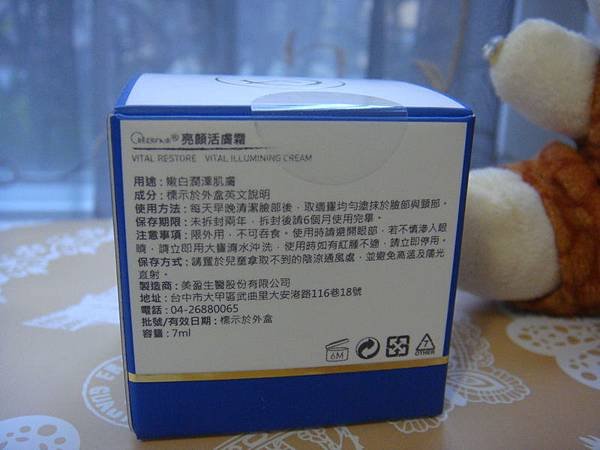 ®亮顏活膚霜
VITAL RESTORE VITAL ILLUMINING CREAM
用途：嫩白潤澤肌膚
成分：標示於外盒英文說明
使用方法：每天早晚清潔臉部後，取適量均勻塗抹於臉部與頸部。
保存期限：未拆封兩年，拆封後請6個月使用完畢。
注意事項：限外用，不可吞食。使用時請避開眼部，若不慎滲入眼
睛，請立即用大量清水沖洗，使用時如有紅腫不適，請立即停用。
保存方式：請置於兒童拿取不到的陰涼通風處，並避免高溫及陽光
直射。
製造商：美盈生醫股份有限公司
地址：台中市大甲區武曲里大安港路116巷18號
電話：04-26880065
批號/有效日期：標示於外盒
容量：7ml
6M
7
OTHER